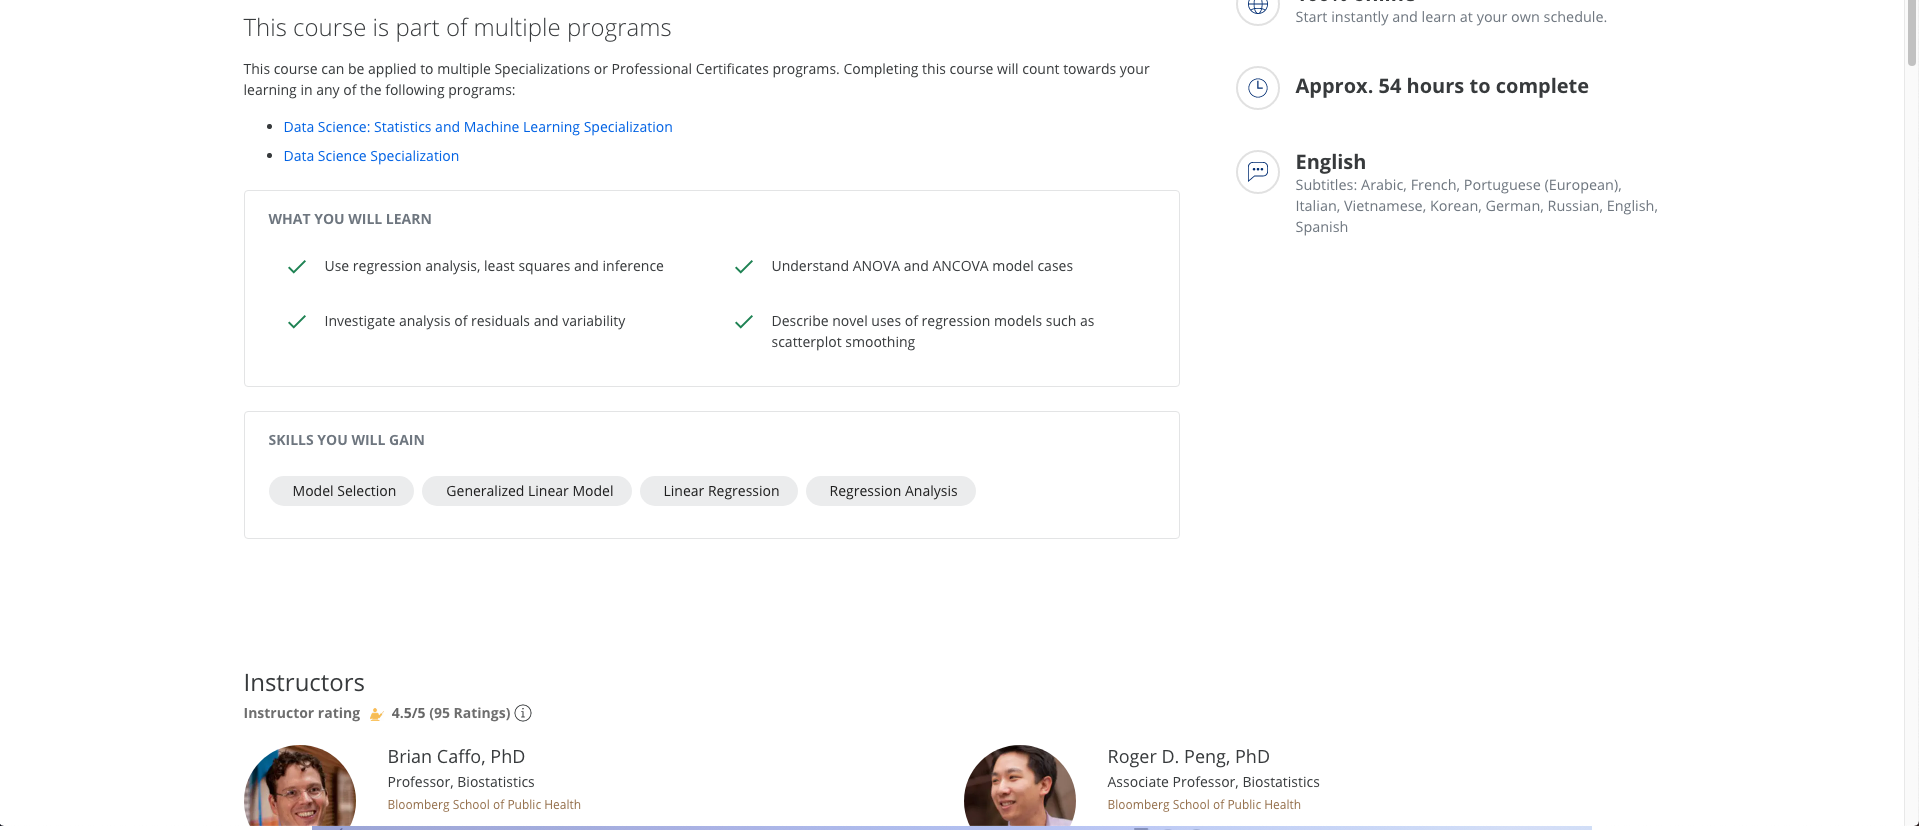 This course is part of multiple programs
This course can be applied to multiple Specializations or Professional Certificates programs. Completing this course will count towards your
learning in any of the following programs:
Data Science: Statistics and Machine Learning Specialization
Data Science Specialization
WHAT YOU WILL LEARN
Use regression analysis, least squares and inference
Understand ANOVA and ANCOVA model cases
Investigate analysis of residuals and variability
Describe novel uses of regression models such as
scatterplot smoothing
SKILLS YOU WILL GAIN
Model Selection
Generalized Linear Model
Linear Regression
Regression Analysis
Start instantly and learn at your own schedule.
Approx. 54 hours to complete
English
Subtitles: Arabic, French, Portuguese (European),
Italian, Vietnamese, Korean, German, Russian, English,
Spanish
Instructors
Instructor rating 4.5/5 (95 Ratings)
Brian Caffo, PhD
Professor, Biostatistics
Bloomberg School of Public Health
Roger D. Peng, PhD
Associate Professor, Biostatistics
Bloomberg School of Public Health